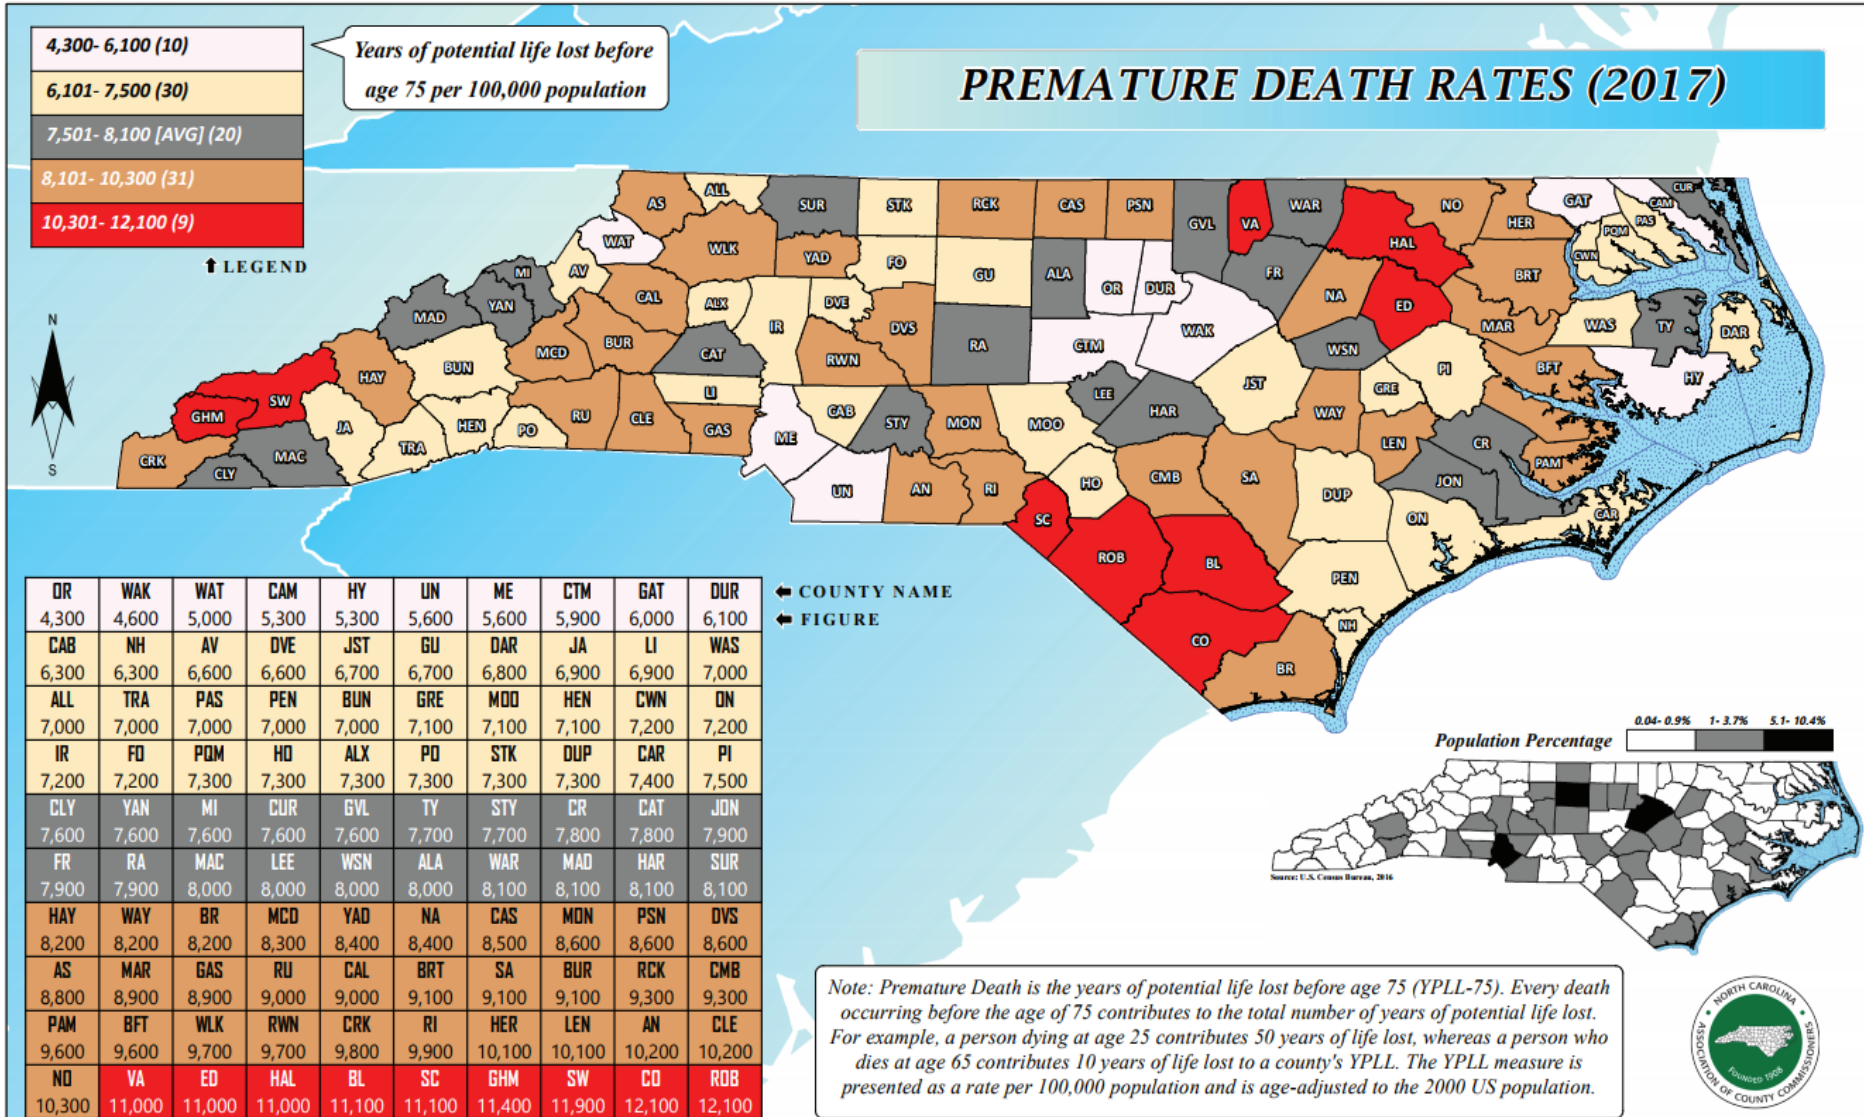 4,300- 6,100 (10)
6,101- 7,500 (30)
7,501- 8,100 [AVG] (20)
8,101- 10,300 (31)
10,301- 12,100 (9)
LEGEND
Years of potential life lost before
age 75 per 100,000 population
PREMATURE DEATH RATES (2017)
N
S
AS
ALL
SUR
STK
RCK
CAS
PSN
GVL
VA
WAR
HAL
NO
HER
GAT
CAM
CUR
PAS
PQM
CWN
WAT
WLK
YAD
FO
GU
ALA
OR
DUR
FR
NA
ED
BRT
MI
AV
YAN
MAD
CAL
ALX
IR
DVE
DVS
RA
CTM
WAK
WSN
MAR
WAS
TY
DAR
HAY
BUN
MCD
BUR
CAT
RWN
LEE
HAR
JST
GRE
PI
BFT
HY
GHM
SW
JA
TRA
HEN
PO
RU
CLE
LI
GAS
ME
CAB
STY
MON
MOO
WAY
LEN
CR
PAM
CRK
CLY
MAC
UN
AN
RI
HO
CMB
SA
DUP
JON
ON
CAR
SC
ROB
BL
PEN
CO
NH
BR
OR WAK WAT CAM HY UN ME CTM GAT DUR
4,300 4,600 5,000 5,300 5,300 5,600 5,600 5,900 6,000 6,100
CAB NH AV DVE JST GU DAR JA LI WAS
6,300 6,300 6,600 6,600 6,700 6,700 6,800 6,900 6,900 7,000
ALL TRA PAS PEN BUN GRE MOO HEN CWN ON
7,000 7,000 7,000 7,000 7,000 7,100 7,100 7,100 7,200 7,200
IR FO PQM HO ALX PO STK DUP CAR PI
7,200 7,200 7,300 7,300 7,300 7,300 7,300 7,300 7,400 7,500
CLY YAN MI CUR GVL TY STY CR CAT JON
7,600 7,600 7,600 7,600 7,600 7,700 7,700 7,800 7,800 7,900
FR RA MAC LEE WSN ALA WAR MAD HAR SUR
7,900 7,900 8,000 8,000 8,000 8,000 8,100 8,100 8,100 8,100
HAY WAY BR MCD YAD NA CAS MON PSN DVS
8,200 8,200 8,200 8,300 8,400 8,400 8,500 8,600 8,600 8,600
AS MAR GAS RU CAL BRT SA BUR RCK CMB
8,800 8,900 8,900 9,000 9,000 9,100 9,100 9,100 9,300 9,300
PAM BFT WLK RWN CRK RI HER LEN AN CLE
9,600 9,600 9,700 9,700 9,800 9,900 10,100 10,100 10,200 10,200
NO VA ED HAL BL SC GHM SW CO ROB
10,300 11,000 11,000 11,000 11,100 11,100 11,400 11,900 12,100 12,100
COUNTY NAME
FIGURE
0.04- 0.9% 1- 3.7% 5.1- 10.4%
Population Percentage
Source: U.S. Census Bureau, 2016
Note: Premature Death is the years of potential life lost before age 75 (YPLL-75). Every death
occurring before the age of 75 contributes to the total number of years of potential life lost.
For example, a person dying at age 25 contributes 50 years of life lost, whereas a person who
dies at age 65 contributes 10 years of life lost to a county's YPLL. The YPLL measure is
presented as a rate per 100,000 population and is age-adjusted to the 2000 US population.
NORTH CAROLINA
ASSOCIATION OF COUNTY COMMISSIONERS
FOUNDED 1908